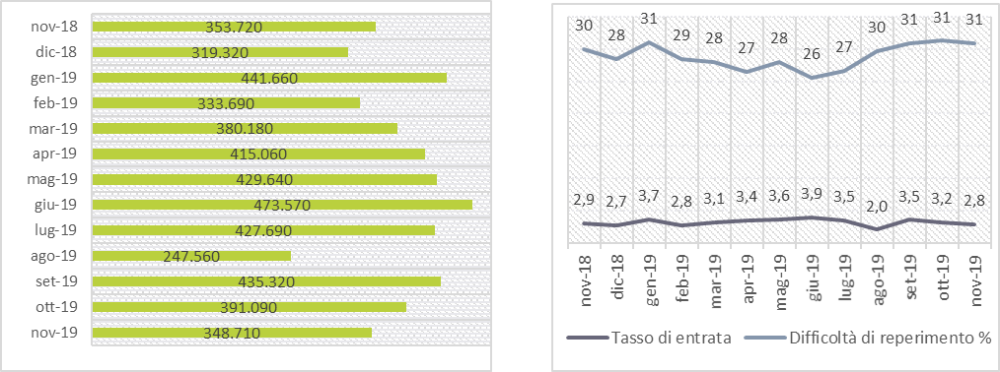 nov-18 353.720
dic-18 319.320
gen-19 441.660
feb-19 333.690
mar-19 380.180
apr-19 415.060
mag-19 429.640
giu-19 473.570
lug-19 427.690
ago-19 247.560
set-19 435.320
ott-19 391.090
nov-19 348.710
30 28 31 29 28 27 28 26 27 30 31 31 31
2,9 2,7 3,7 2,8 3,1 3,4 3,6 3,9 3,5 2,0 3,5 3,2 2,8
nov-18 dic-18 gen-19 feb-19 mar-19 apr-19 mag-19 giu-19 lug-19 ago-19 set-19 ott-19 nov-19
Tasso di entrata Difficoltà di reperimento %